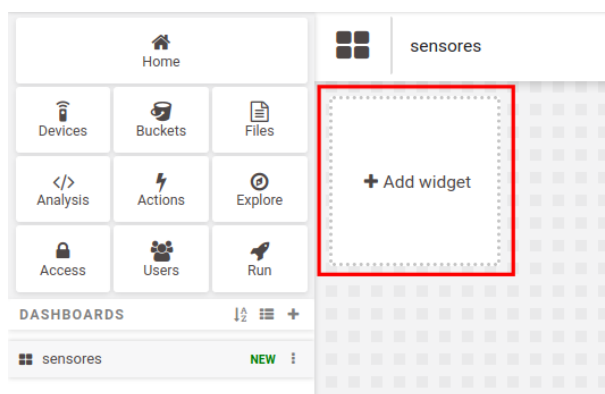 Home
Devices
Buckets
Files
Analysis
Actions
Explore
Access
Users
Run
DASHBOARDS
sensores NEW
sensores
+ Add widget